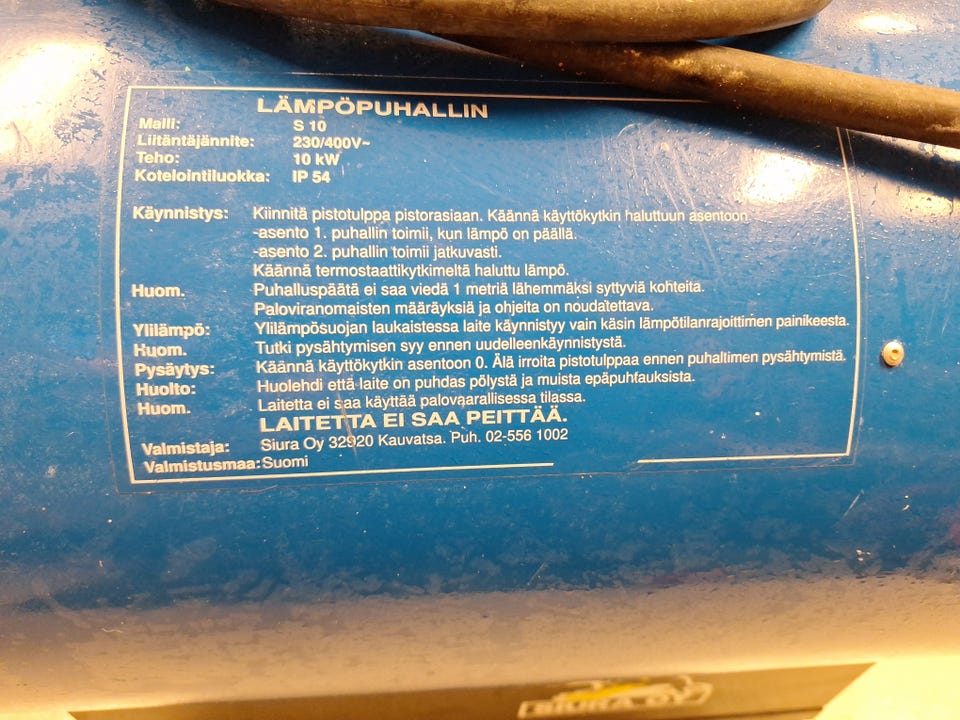 LÄMPÖPUHALLIN
Malli: S 10
Liitäntäjännite: 230/400V~
Teho: 10 kW
Kotelointiluokka: IP 54
Käynnistys: Kiinnitä pistotulppa pistorasiaan. Käännä käyttökytkin haluttuun asentoon
-asento 1. puhallin toimii, kun lämpö on päällä.
-asento 2. puhallin toimii jatkuvasti.
Käännä termostaattikytkimeltä haluttu lämpö.
Huom. Puhalluspäätä ei saa viedä 1 metriä lähemmäksi syttyviä kohteita.
Paloviranomaisten määräyksiä ja ohjeita on noudatettava.
Ylilämpö: Ylilämpösuojan laukaistessa laite käynnistyy vain käsin lämpötilanrajoittimen painikeesta.
Huom. Tutki pysähtymisen syy ennen uudelleenkäynnistystä.
Pysäytys: Käännä käyttökytkin asentoon 0. Älä irroita pistotulppaa ennen puhaltimen pysähtymistä.
Huolto: Huolehdi että laite on puhdas pölystä ja muista epäpuhfauksista.
Huom. Laitetta ei saa käyttää palovaarallisessa tilassa.
LAITETTA EI SAA PEITTÄÄ.
Valmistaja: Siura Oy 32920 Kauvatsa. Puh. 02-556 1002
Valmistusmaa: Suomi
SIURA OY